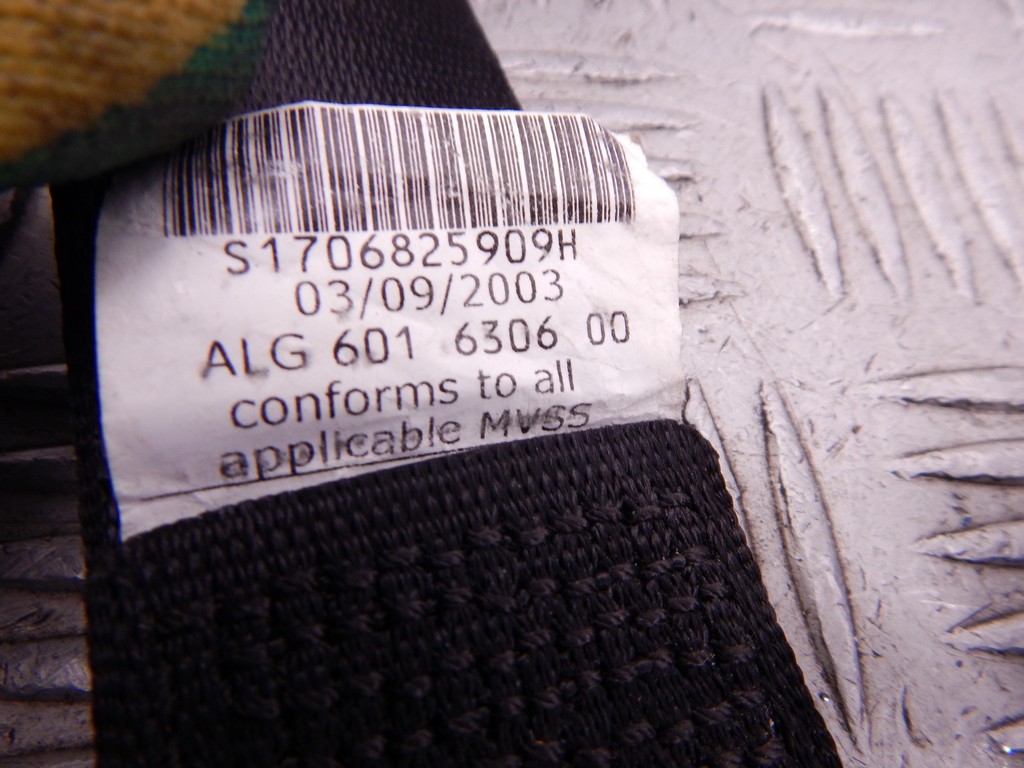 S1706825909H
03/09/2003
ALG 601 6306 00
conforms to all
applicable MVSS